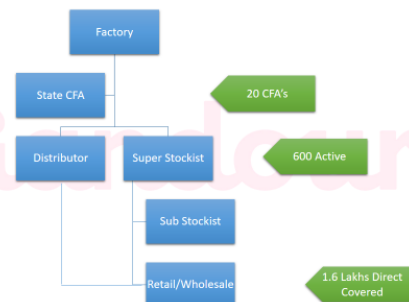 Factory
State CFA
20 CFA's
Distributor
Super Stockist
600 Active
Sub Stockist
Retail/Wholesale
1.6 Lakhs Direct
Covered